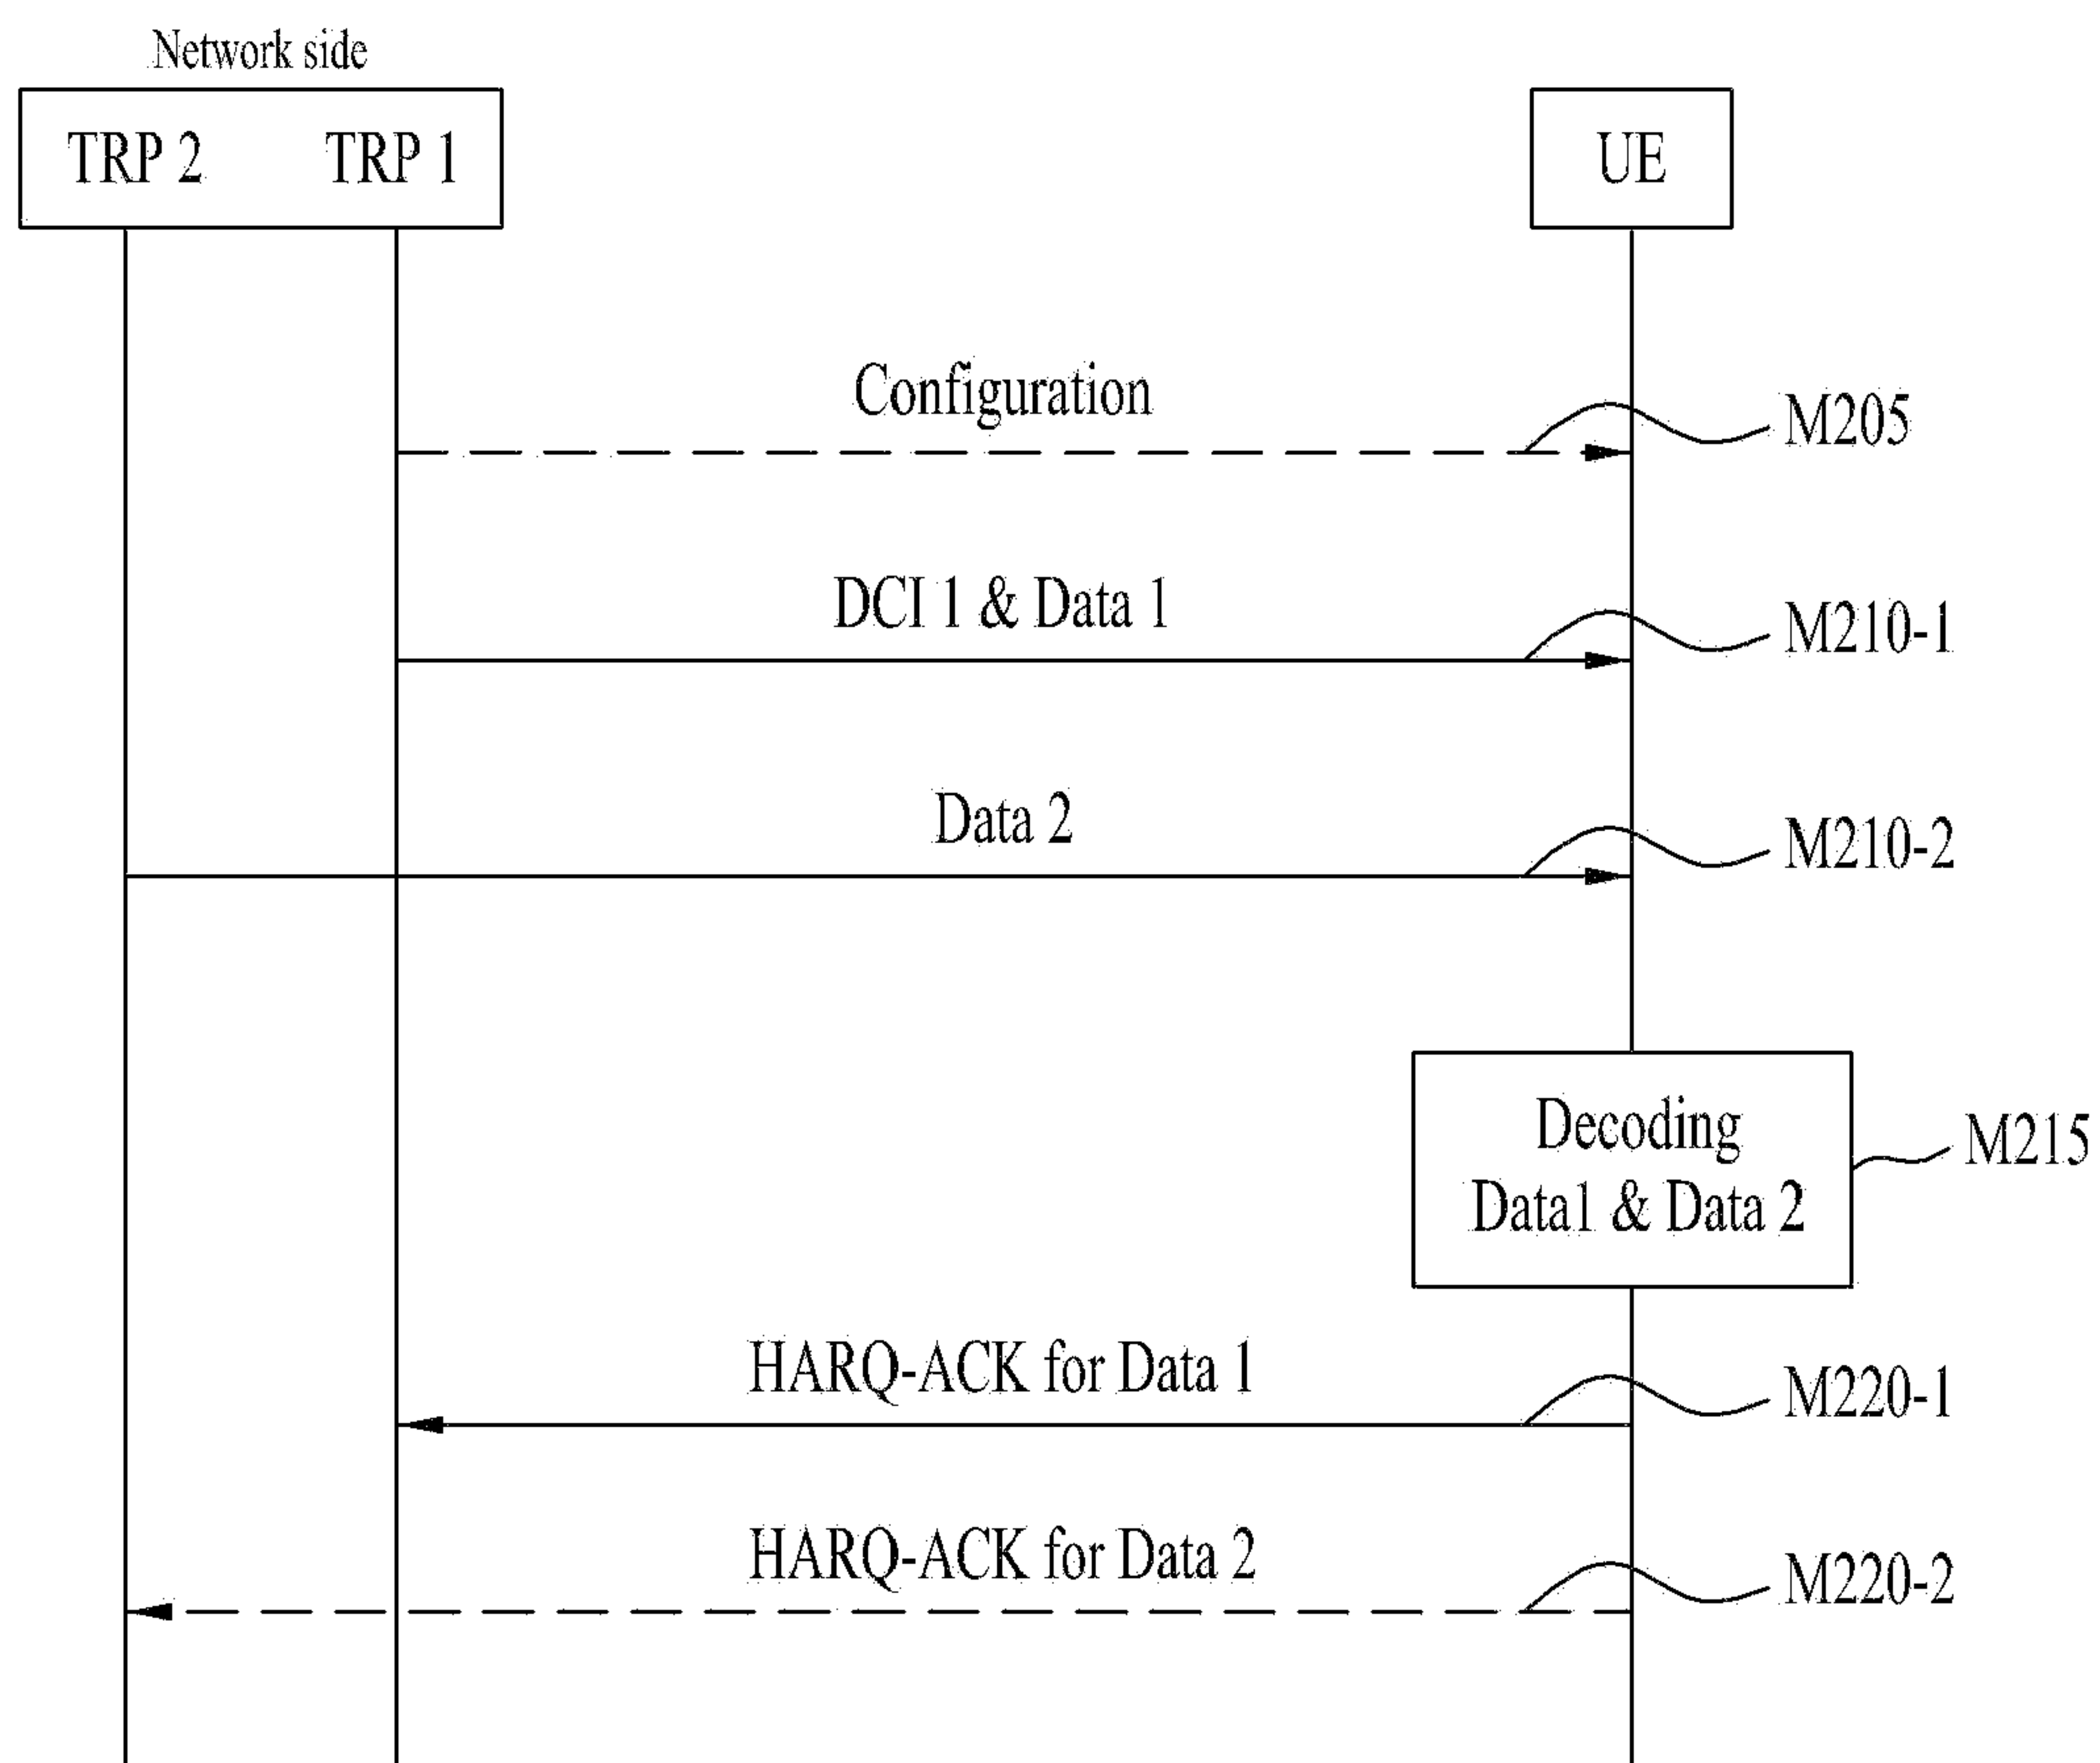 Network side
TRP 2 TRP 1
UE
Configuration
M205
DCI 1 & Data 1
M210-1
Data 2
M210-2
Decoding
Data1 & Data 2
M215
HARQ-ACK for Data 1
M220-1
HARQ-ACK for Data 2
M220-2